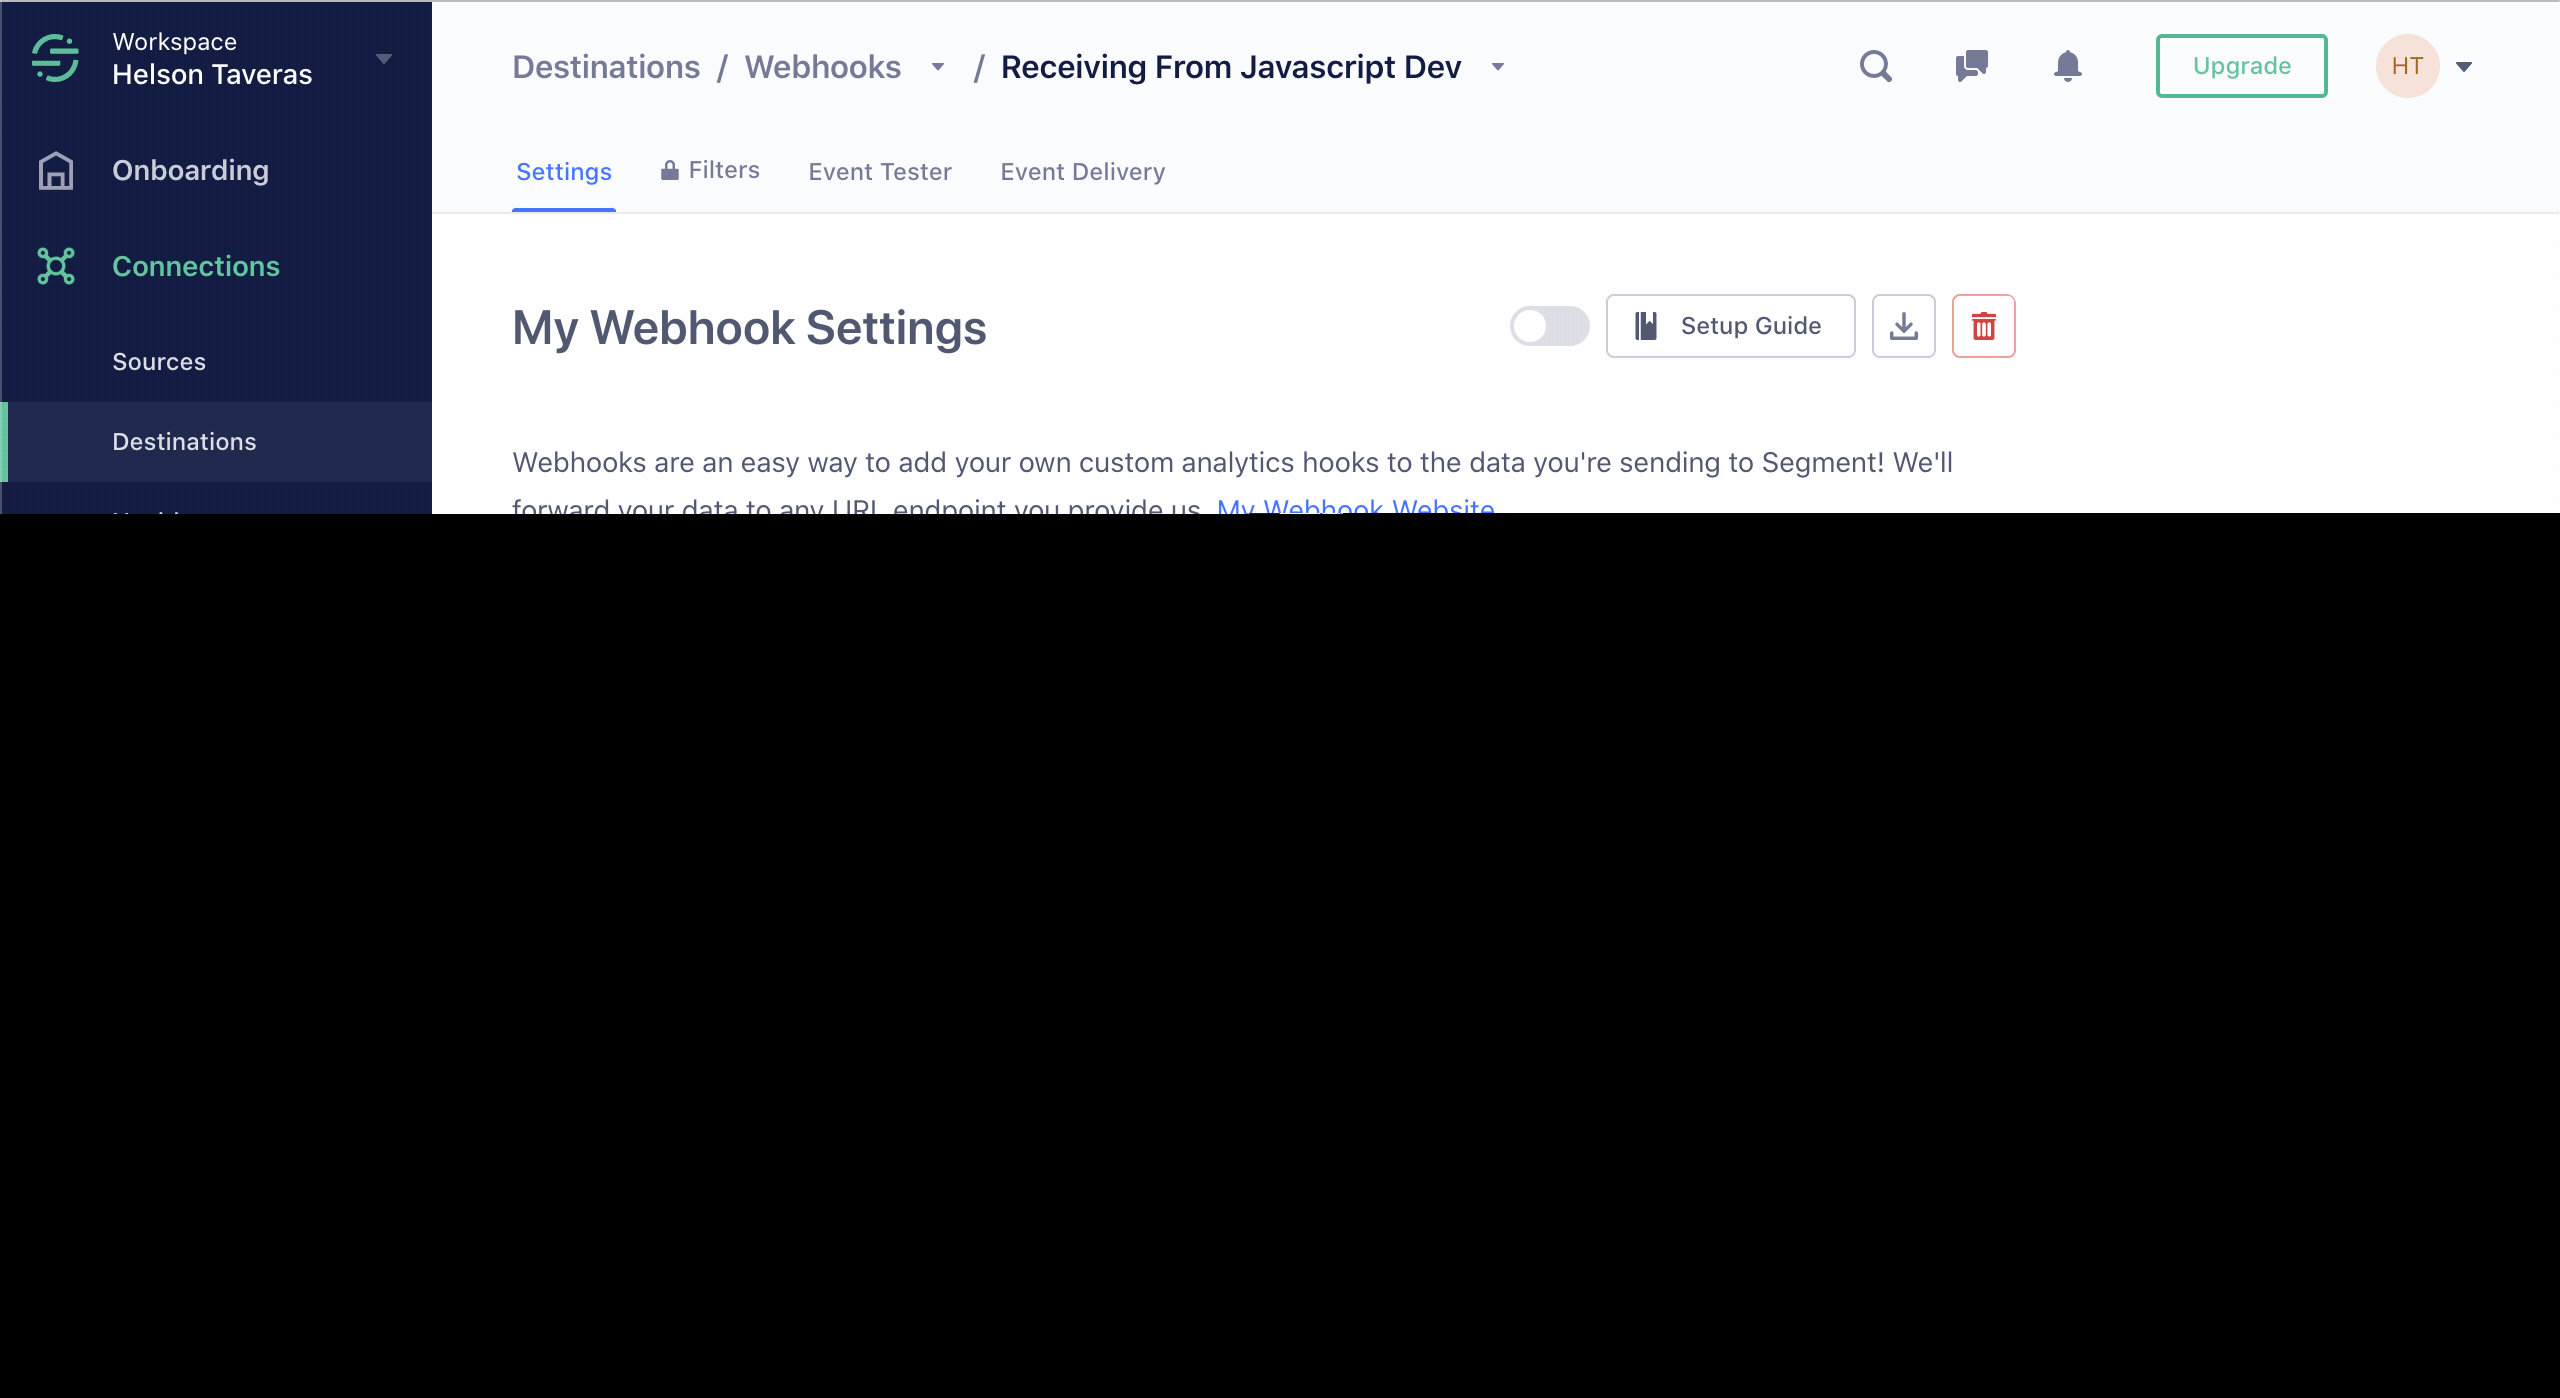 Workspace
Helson Taveras
Onboarding
Connections
Sources
Destinations
Destinations / Webhooks / Receiving From Javascript Dev
Upgrade
HT
Settings
Filters
Event Tester
Event Delivery
My Webhook Settings
Setup Guide
Webhooks are an easy way to add your own custom analytics hooks to the data you're sending to Segment! We'll
forward your data to any URL endpoint you provide us. My Webhook Website